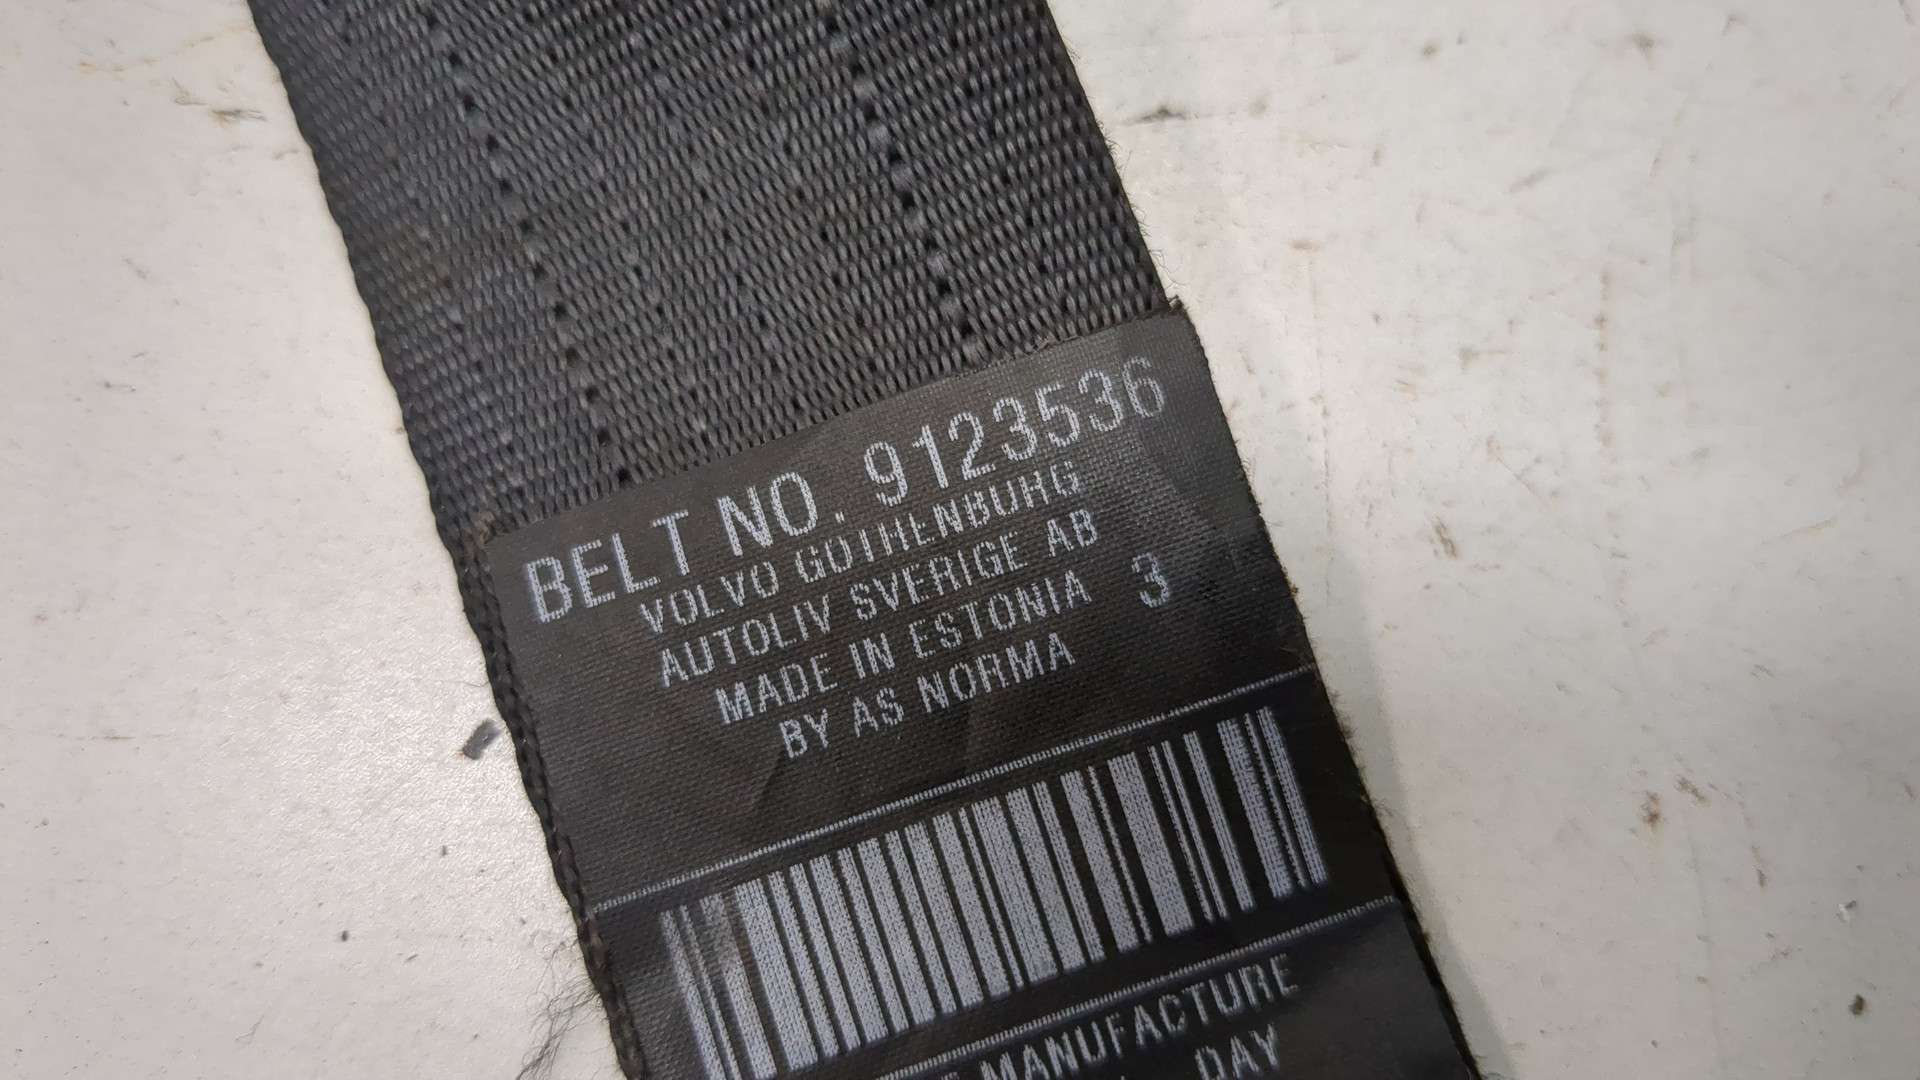 BELT NO. 9123536
VOLVO GOTHENBURG
AUTOLIV SVERIGE AB
MADE IN ESTONIA 3
BY AS NORMA
MANUFACTURE
DAY